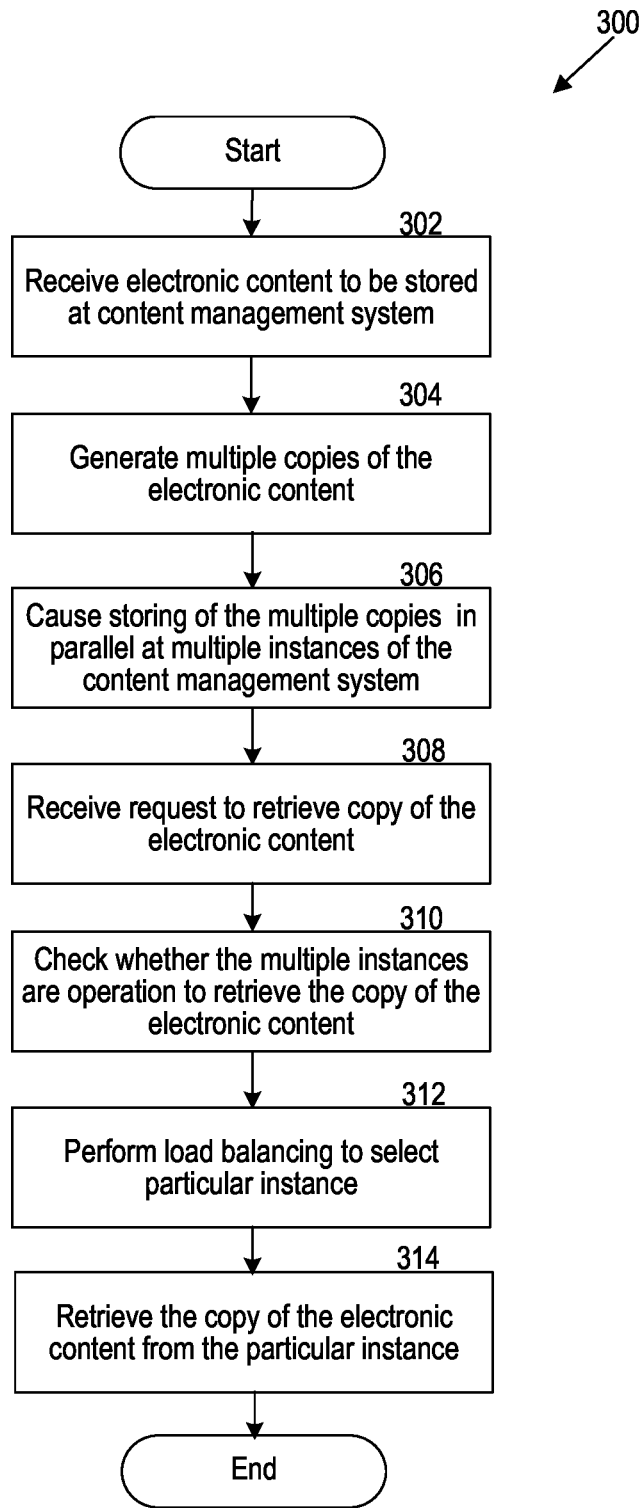 300
Start
302
Receive electronic content to be stored
at content management system
304
Generate multiple copies of the
electronic content
306
Cause storing of the multiple copies in
parallel at multiple instances of the
content management system
308
Receive request to retrieve copy of the
electronic content
310
Check whether the multiple instances
are operation to retrieve the copy of the
electronic content
312
Perform load balancing to select
particular instance
314
Retrieve the copy of the electronic
content from the particular instance
End